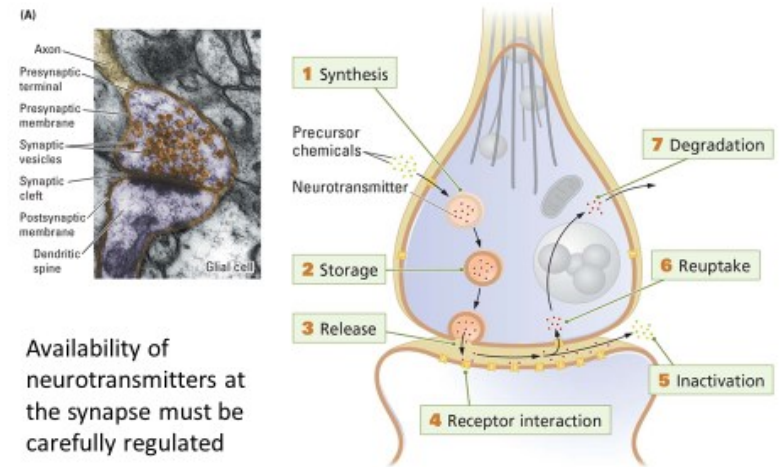 (A)
Axon
Presynaptic
terminal
Presynaptic
membrane
Synaptic
vesicles
Synaptic
cleft
Postsynaptic
membrane
Dendritic
spine
Glial cell
Availability of
neurotransmitters at
the synapse must be
carefully regulated
1 Synthesis
Precursor
chemicals
Neurotransmitter
2 Storage
3 Release
4 Receptor interaction
5 Inactivation
6 Reuptake
7 Degradation